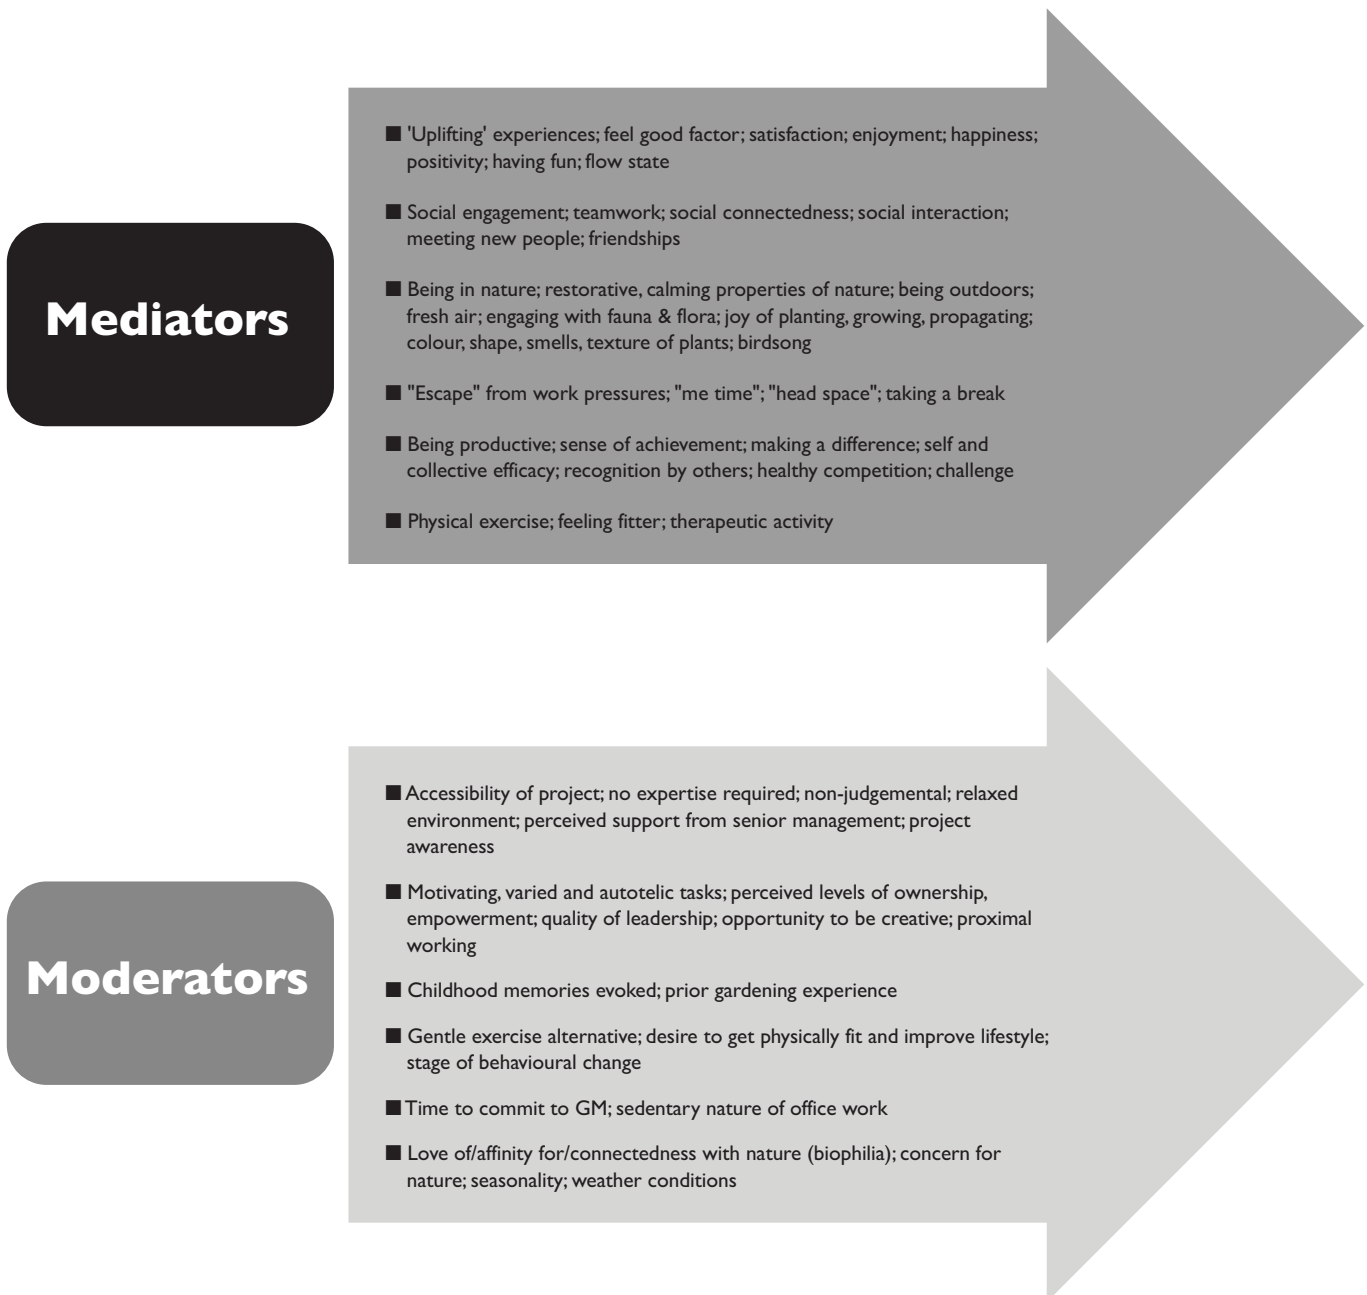 Mediators
■ 'Uplifting' experiences; feel good factor; satisfaction; enjoyment; happiness;
positivity; having fun; flow state
■ Social engagement; teamwork; social connectedness; social interaction;
meeting new people; friendships
■ Being in nature; restorative, calming properties of nature; being outdoors;
fresh air; engaging with fauna & flora; joy of planting, growing, propagating;
colour, shape, smells, texture of plants; birdsong
■ "Escape" from work pressures; "me time"; "head space"; taking a break
■ Being productive; sense of achievement; making a difference; self and
collective efficacy; recognition by others; healthy competition; challenge
■ Physical exercise; feeling fitter; therapeutic activity
Moderators
■ Accessibility of project; no expertise required; non-judgemental; relaxed
environment; perceived support from senior management; project
awareness
■ Motivating, varied and autotelic tasks; perceived levels of ownership,
empowerment; quality of leadership; opportunity to be creative; proximal
working
■ Childhood memories evoked; prior gardening experience
■ Gentle exercise alternative; desire to get physically fit and improve lifestyle;
stage of behavioural change
■ Time to commit to GM; sedentary nature of office work
■ Love of/affinity for/connectedness with nature (biophilia); concern for
nature; seasonality; weather conditions